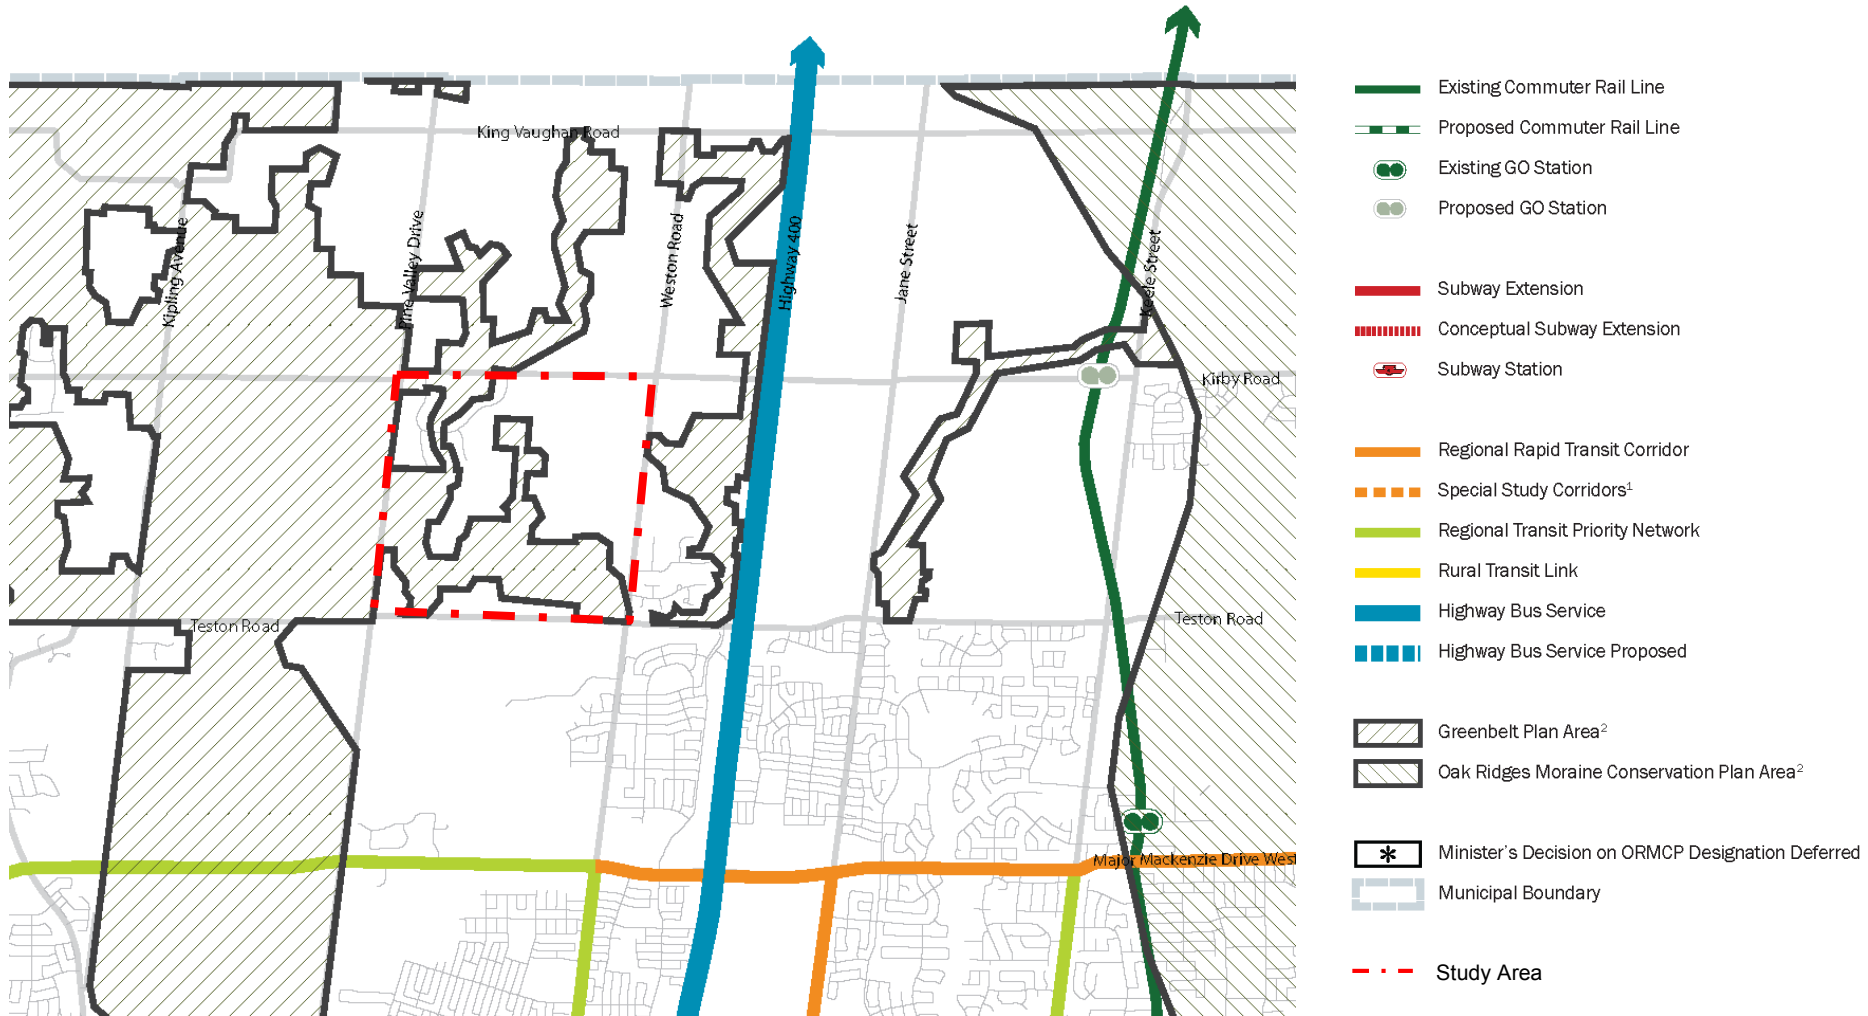 King Vaughan Road
Kipling Avenue
Pine Valley Drive
Weston Road
Highway 400
Jane Street
Keele Street
Kirby Road
Teston Road
Teston Road
Major Mackenzie Drive West
Existing Commuter Rail Line
Proposed Commuter Rail Line
Existing GO Station
Proposed GO Station
Subway Extension
Conceptual Subway Extension
Subway Station
Regional Rapid Transit Corridor
Special Study Corridors¹
Regional Transit Priority Network
Rural Transit Link
Highway Bus Service
Highway Bus Service Proposed
Greenbelt Plan Area²
Oak Ridges Moraine Conservation Plan Area²
* Minister's Decision on ORMCP Designation Deferred
Municipal Boundary
Study Area